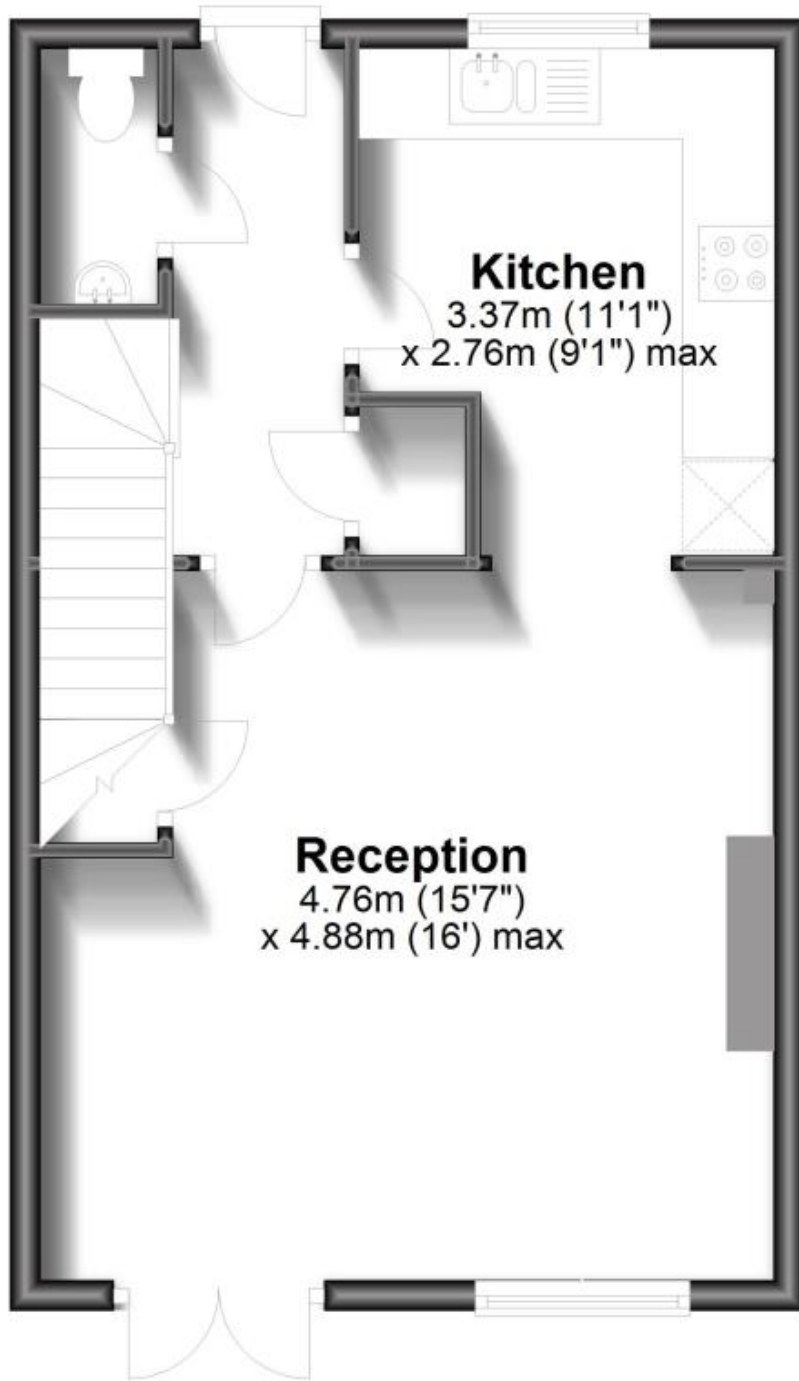 Kitchen
3.37m (11'1")
x 2.76m (9'1") max
Reception
4.76m (15'7")
x 4.88m (16') max